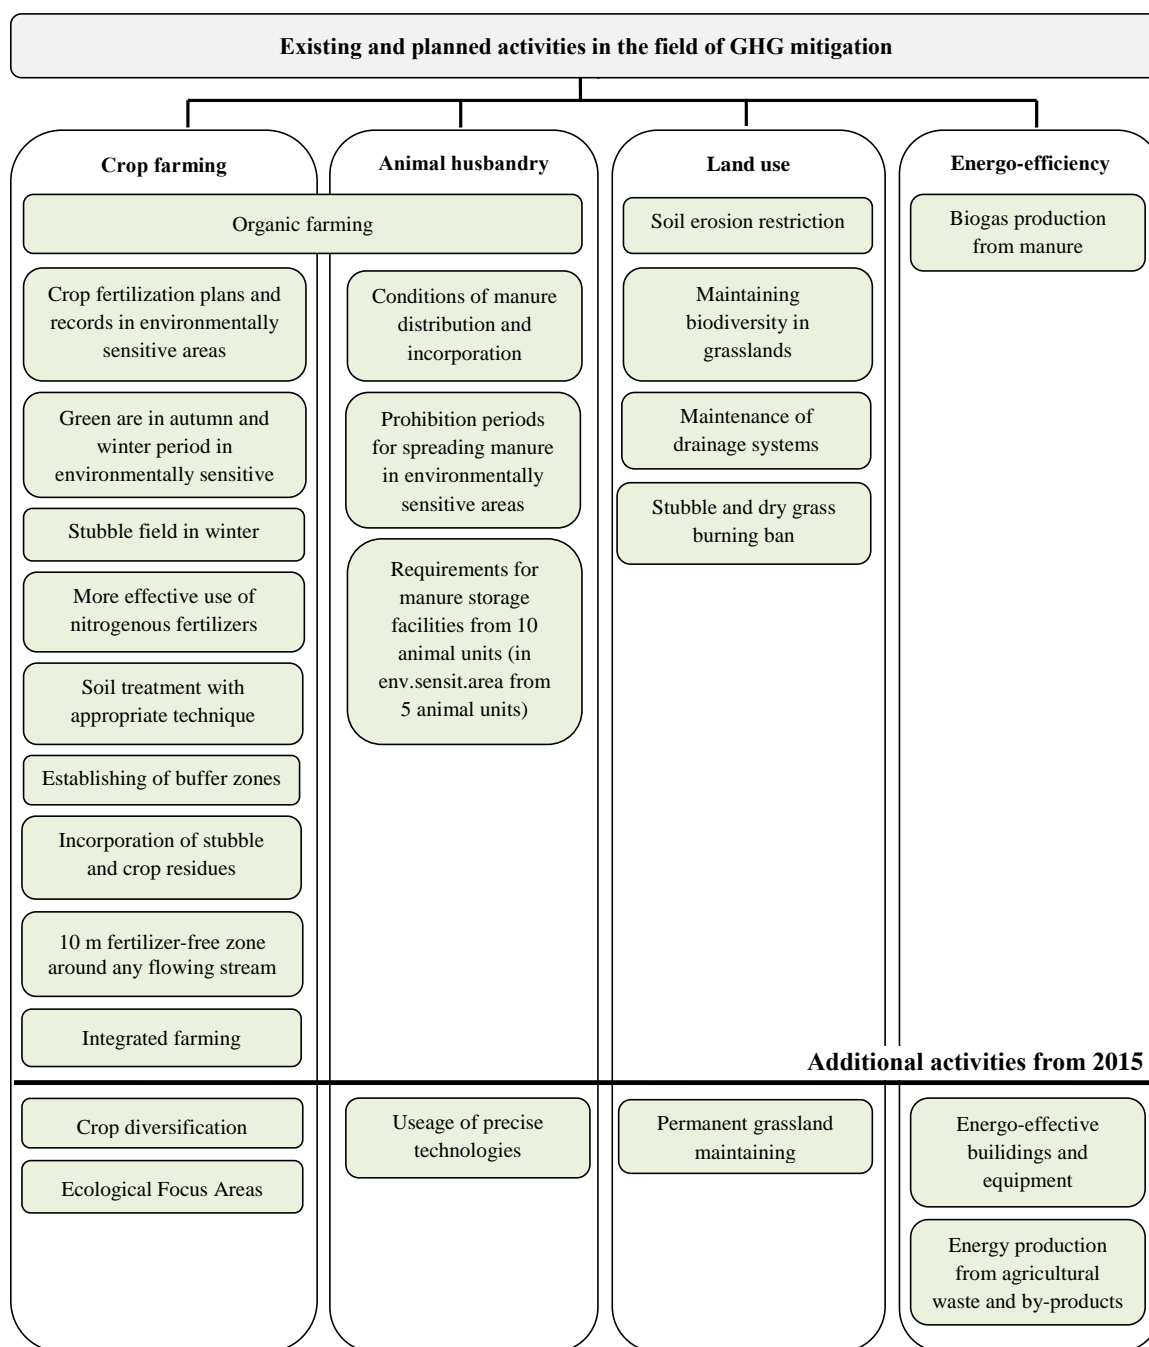 Existing and planned activities in the field of GHG mitigation
Crop farming
Animal husbandry
Land use
Energo-efficiency
Organic farming
Crop fertilization plans and
records in environmentally
sensitive areas
Green are in autumn and
winter period in
environmentally sensitive
Stubble field in winter
More effective use of
nitrogenous fertilizers
Soil treatment with
appropriate technique
Establishing of buffer zones
Incorporation of stubble
and crop residues
10 m fertilizer-free zone
around any flowing stream
Integrated farming
Conditions of manure
distribution and
incorporation
Prohibition periods
for spreading manure
in environmentally
sensitive areas
Requirements for
manure storage
facilities from 10
animal units (in
env.sensit.area from
5 animal units)
Soil erosion restriction
Maintaining
biodiversity in
grasslands
Maintenance of
drainage systems
Stubble and dry grass
burning ban
Biogas production
from manure
Additional activities from 2015
Crop diversification
Ecological Focus Areas
Useage of precise
technologies
Permanent grassland
maintaining
Energo-effective
builidings and
equipment
Energy production
from agricultural
waste and by-products